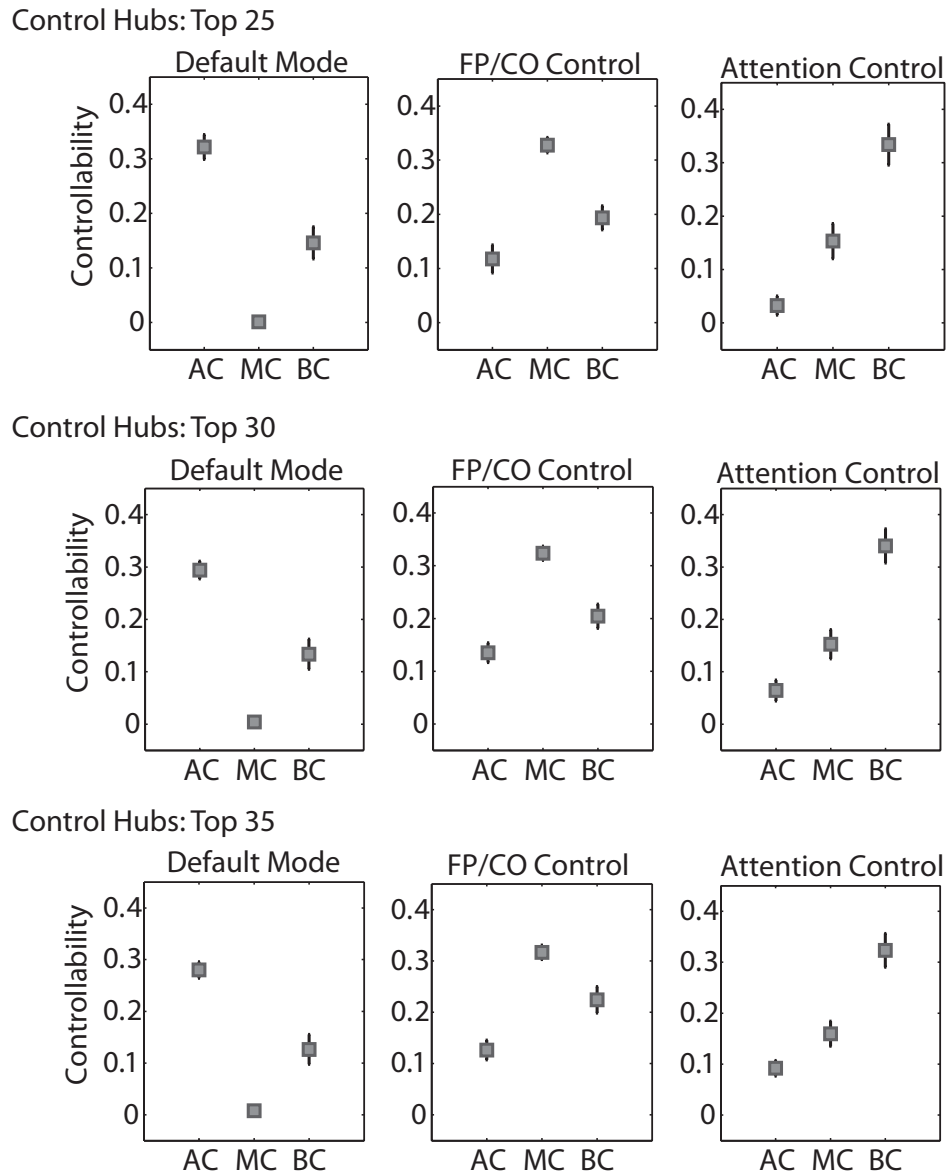 Control Hubs: Top 25
Default Mode
FP/CO Control
Attention Control
Controllability
0.4
0.3
0.2
0.1
0
AC MC BC
0.4
0.3
0.2
0.1
0
AC MC BC
0.4
0.3
0.2
0.1
0
AC MC BC
Control Hubs: Top 30
Default Mode
FP/CO Control
Attention Control
Controllability
0.4
0.3
0.2
0.1
0
AC MC BC
0.4
0.3
0.2
0.1
0
AC MC BC
0.4
0.3
0.2
0.1
0
AC MC BC
Control Hubs: Top 35
Default Mode
FP/CO Control
Attention Control
Controllability
0.4
0.3
0.2
0.1
0
AC MC BC
0.4
0.3
0.2
0.1
0
AC MC BC
0.4
0.3
0.2
0.1
0
AC MC BC